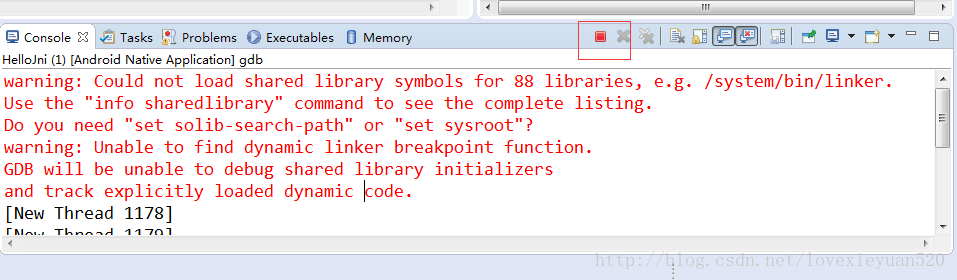 Console Tasks Problems Executables Memory
HelloJni (1) [Android Native Application] gdb
warning: Could not load shared library symbols for 88 libraries, e.g. /system/bin/linker.
Use the "info sharedlibrary" command to see the complete listing.
Do you need "set solib-search-path" or "set sysroot"?
warning: Unable to find dynamic linker breakpoint function.
GDB will be unable to debug shared library initializers
and track explicitly loaded dynamic code.
[New Thread 1178]
[New Thread 1179]
http://blog.csdn.net/lovexieyuan520